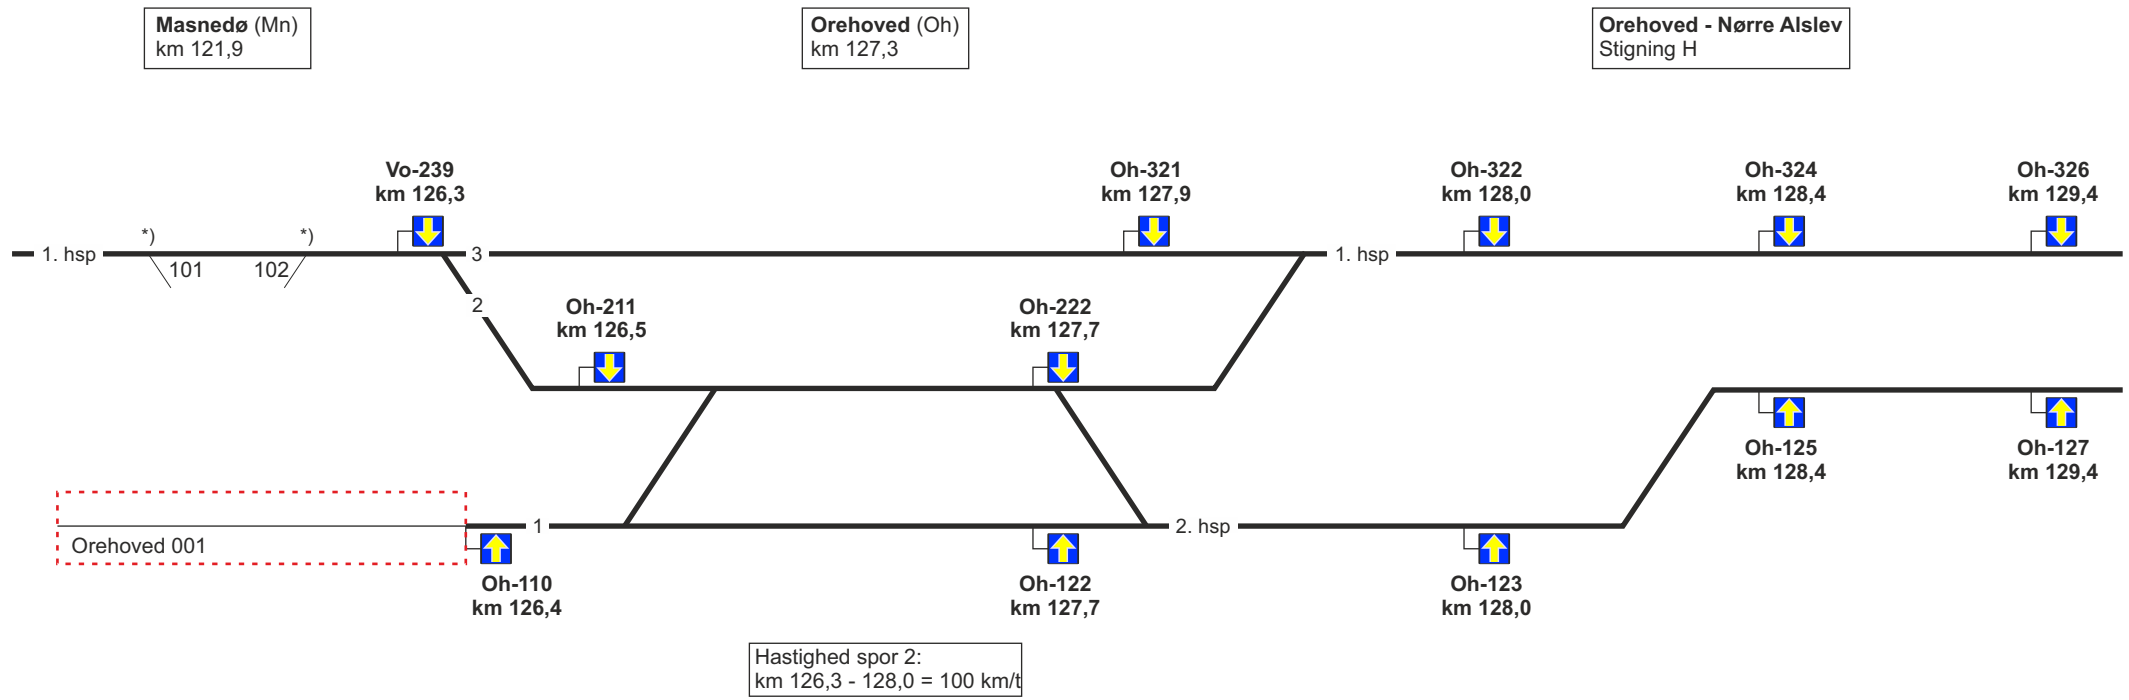 Masnedø (Mn)
km 121,9
Orehoved (Oh)
km 127,3
Orehoved - Nørre Alslev
Stigning H
Vo-239
km 126,3
Oh-321
km 127,9
Oh-322
km 128,0
Oh-324
km 128,4
Oh-326
km 129,4
*)
*)
1. hsp
3
1. hsp
101
102
2
Oh-211
km 126,5
Oh-222
km 127,7
Oh-125
km 128,4
Oh-127
km 129,4
1
2. hsp
Orehoved 001
Oh-110
km 126,4
Oh-122
km 127,7
Oh-123
km 128,0
Hastighed spor 2:
km 126,3 - 128,0 = 100 km/t